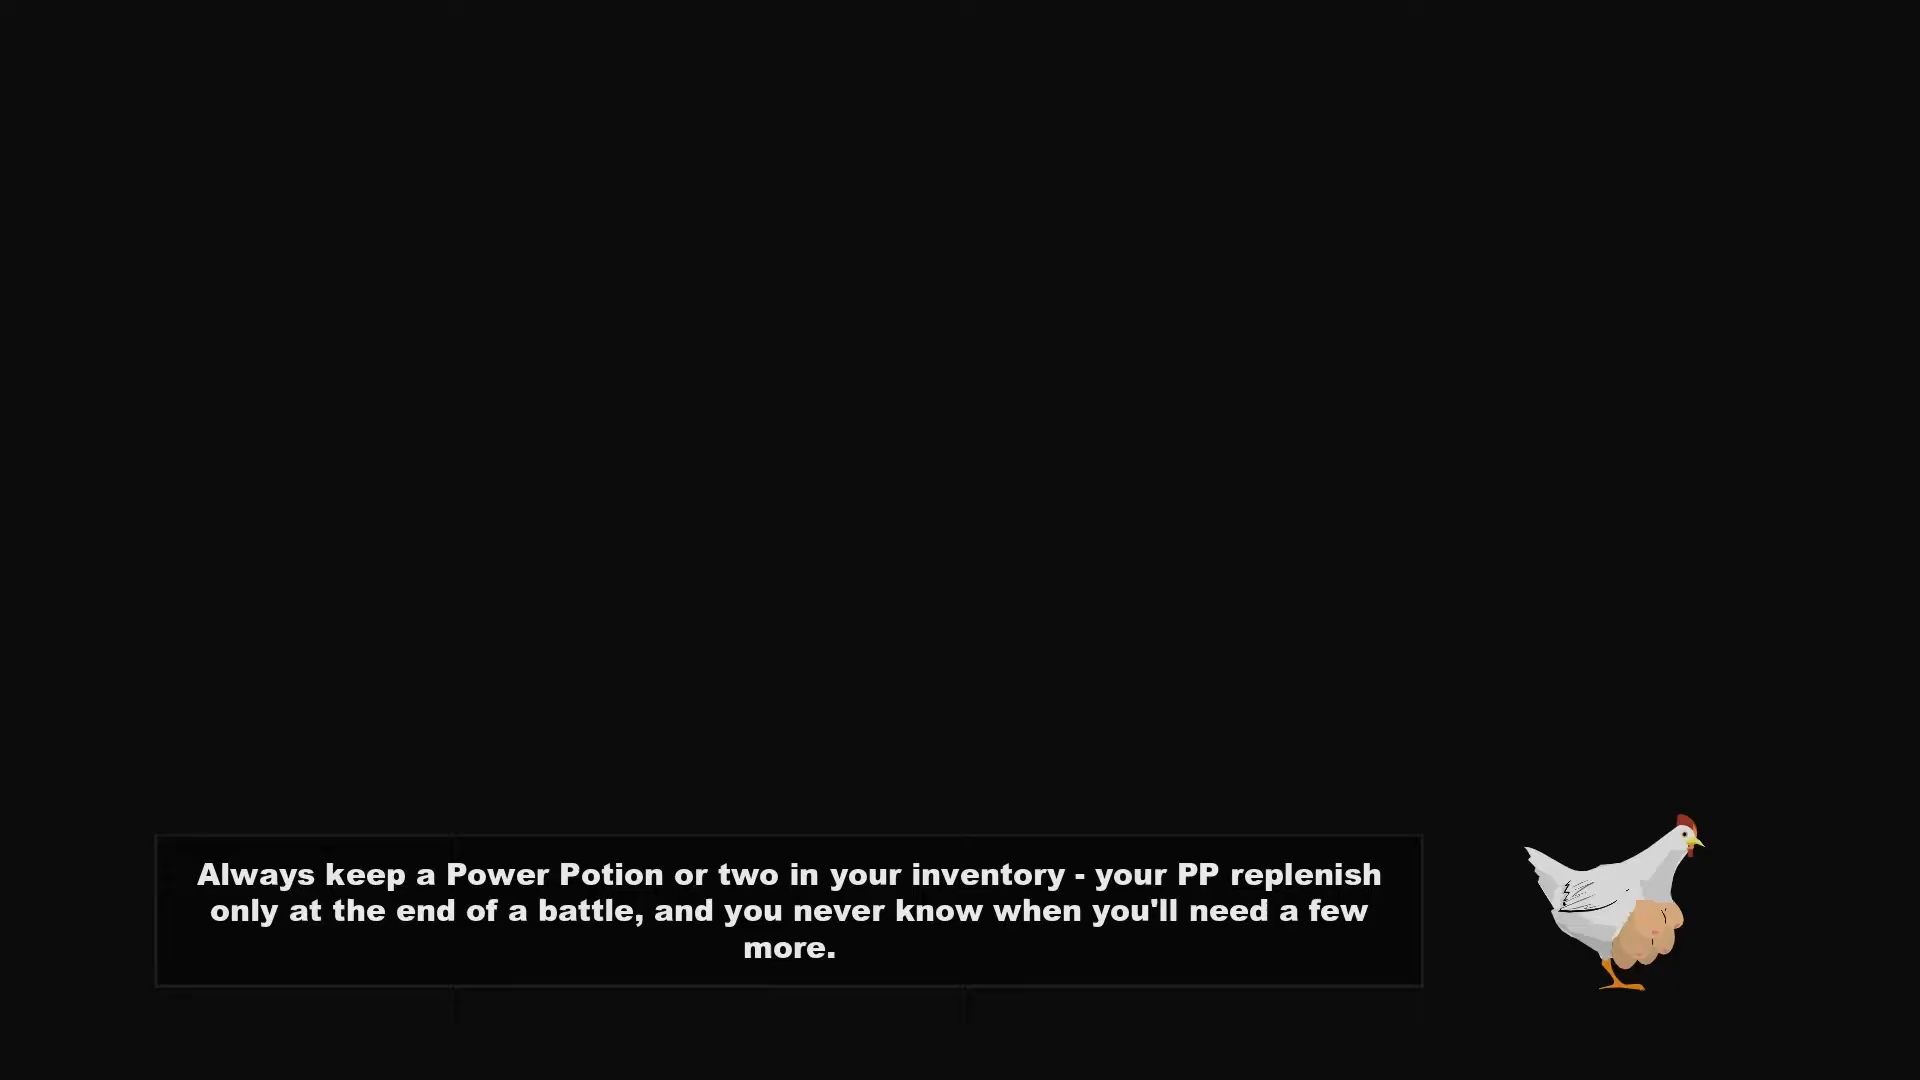 Always keep a Power Potion or two in your inventory - your PP replenish
only at the end of a battle, and you never know when you'll need a few
more.